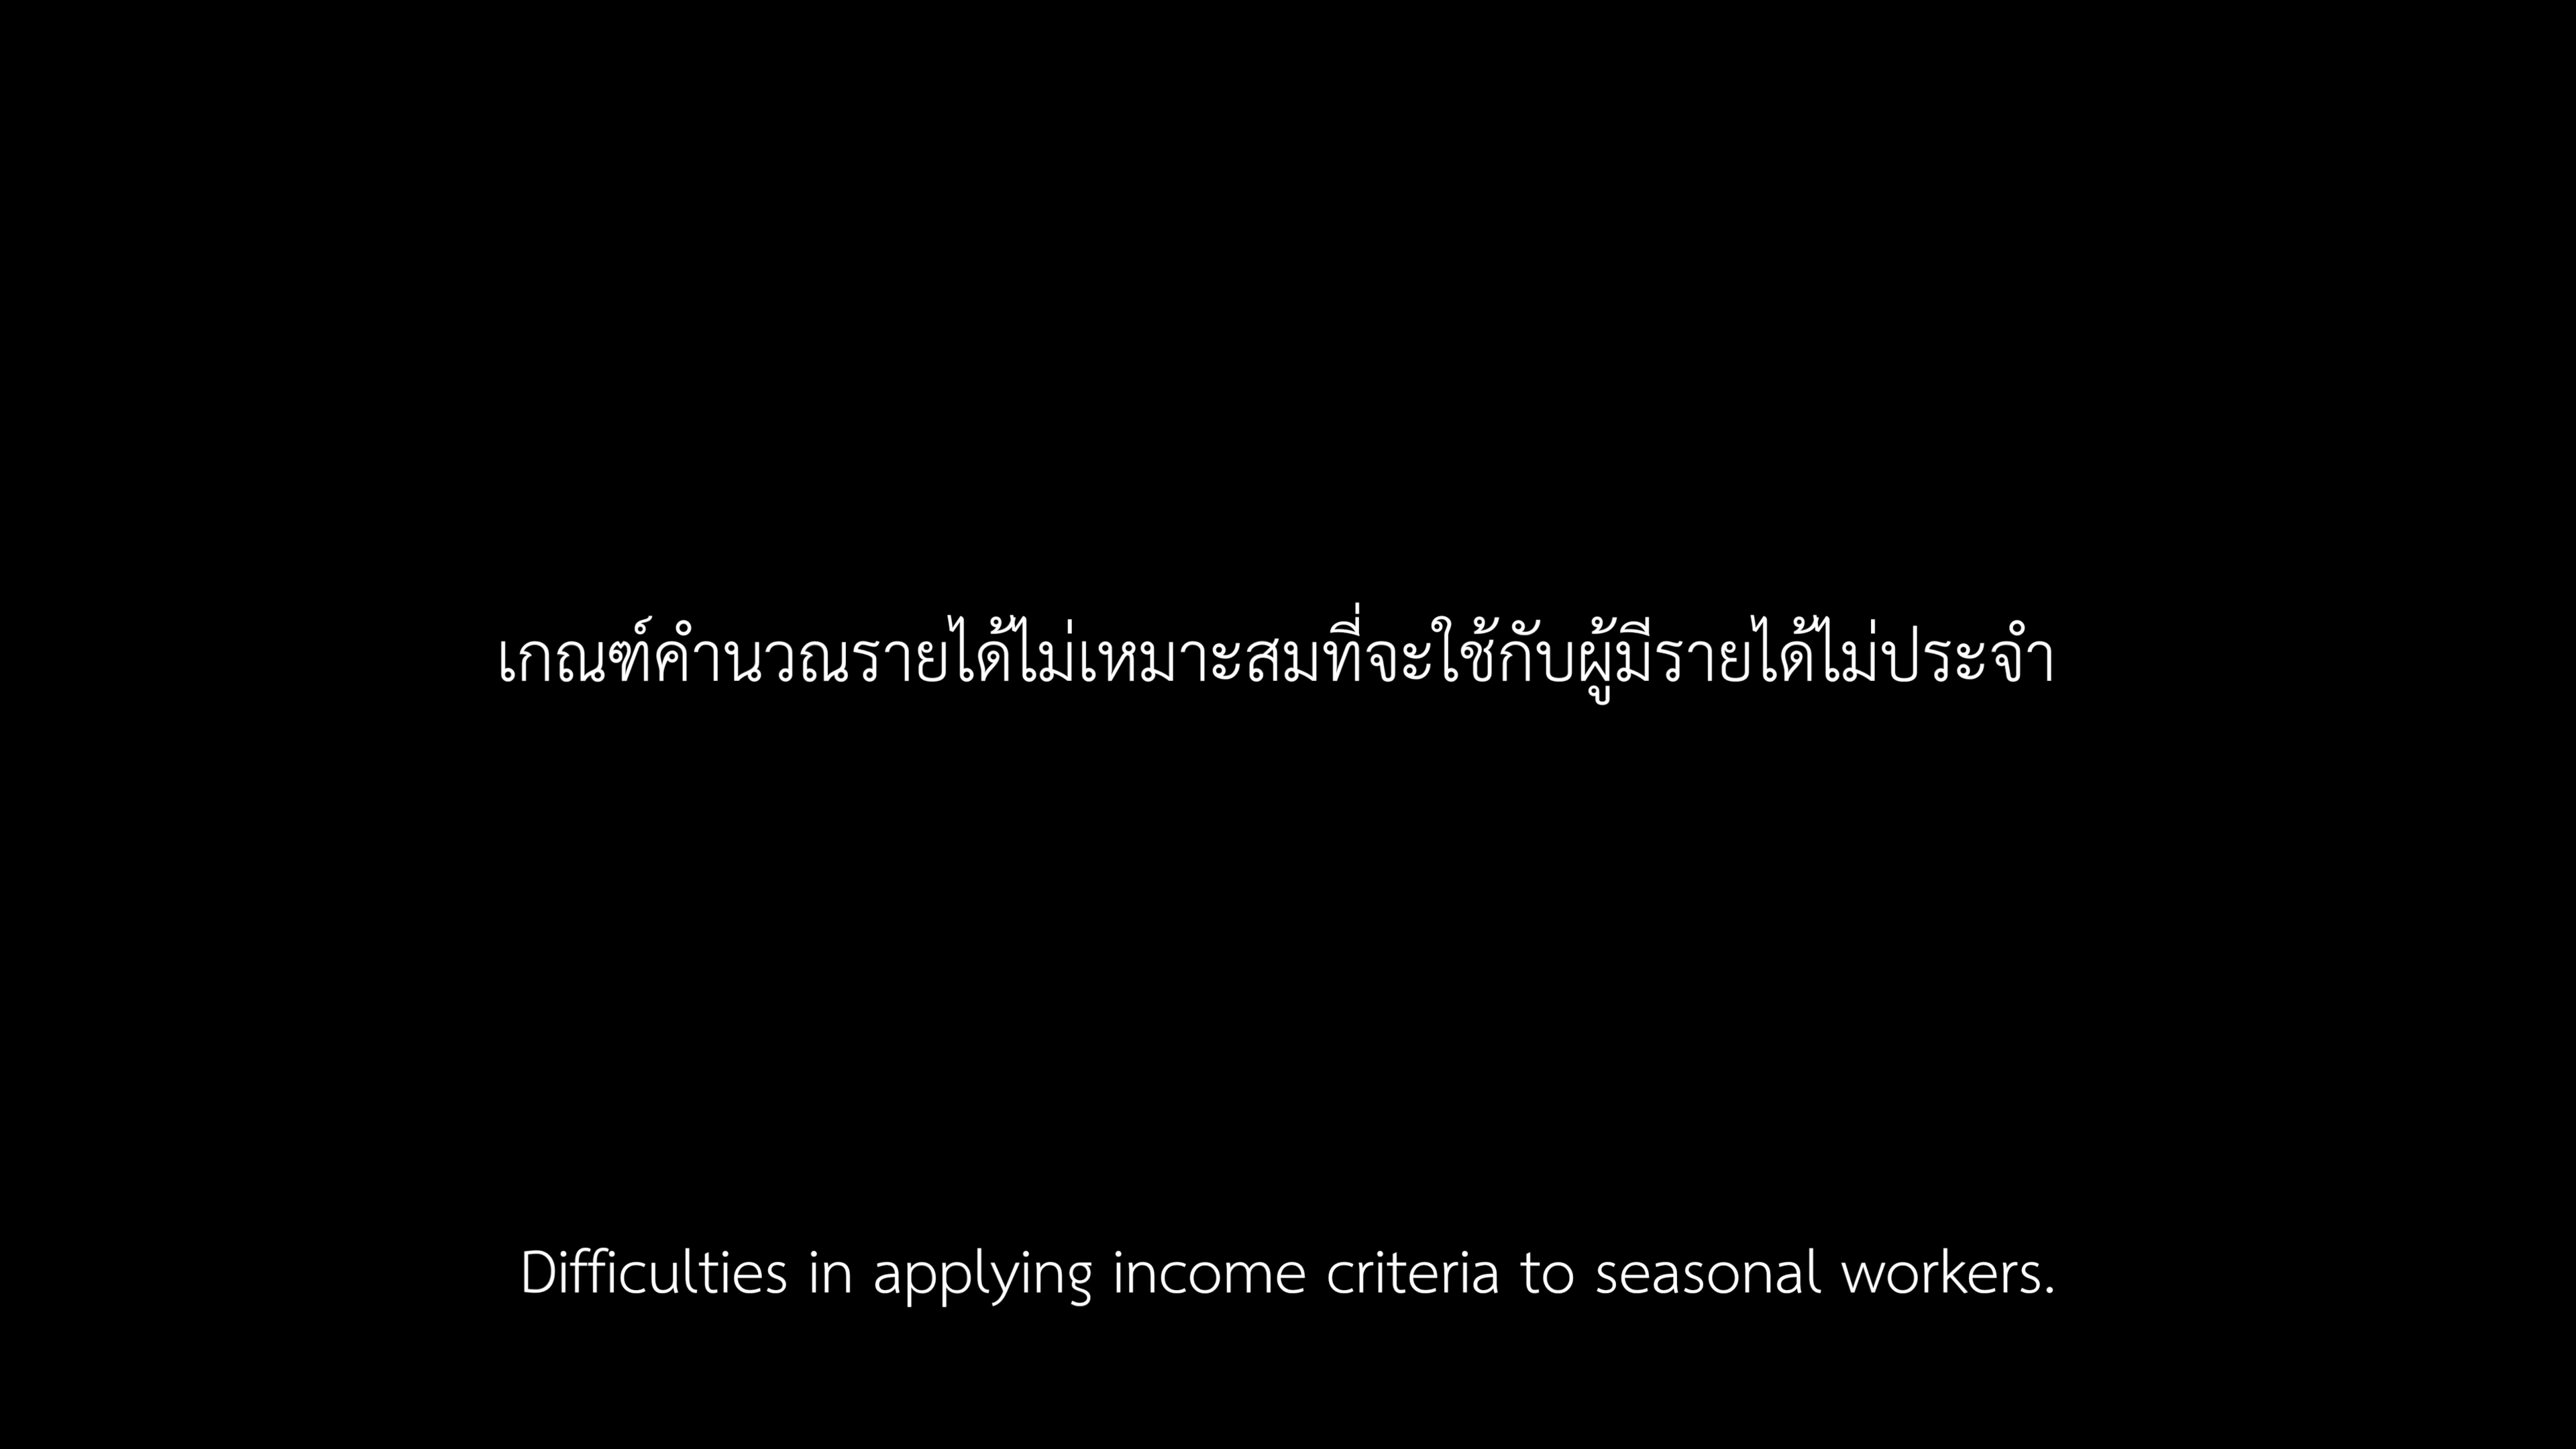 เกณฑ์คำนวณรายได้ไม่เหมาะสมที่จะใช้กับผู้มีรายได้ไม่ประจำ
Difficulties in applying income criteria to seasonal workers.